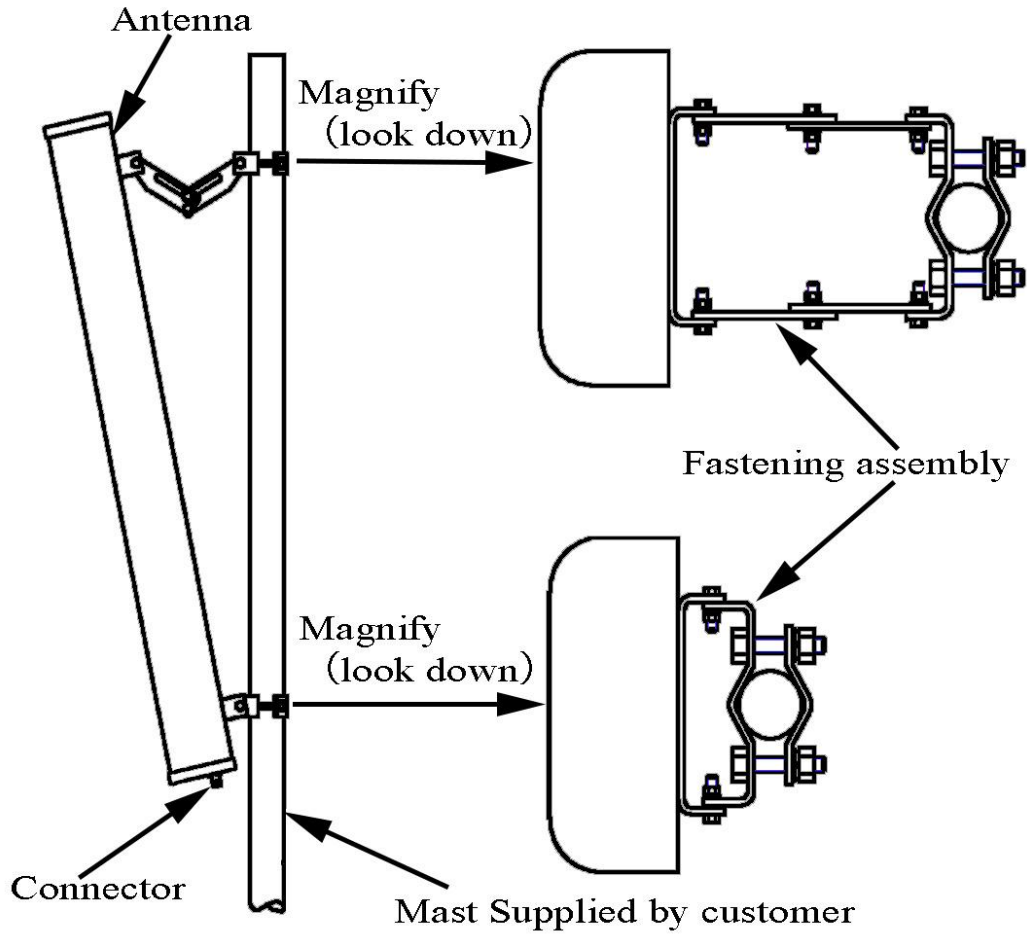 Antenna
Magnify
（look down）
Fastening assembly
Magnify
（look down）
Connector
Mast Supplied by customer